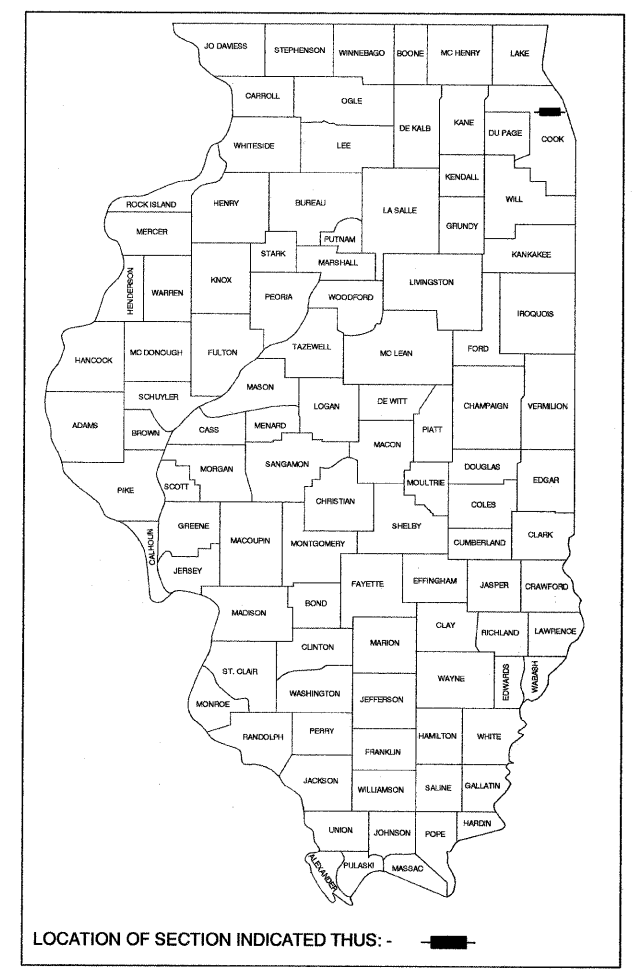 JO DAVIESS STEPHENSON WINNEBAGO BOONE MC HENRY LAKE
CARROLL OGLE
DE KALB KANE DU PAGE COOK
WHITESIDE LEE
KENDALL
ROCK ISLAND HENRY BUREAU LA SALLE WILL
MERCER PUTNAM GRUNDY
STARK MARSHALL KANKAKEE
HENDERSON WARREN KNOX PEORIA WOODFORD LIVINGSTON IROQUOIS
HANCOCK MC DONOUGH FULTON TAZEWELL MC LEAN FORD
MASON
SCHUYLER LOGAN DE WITT CHAMPAIGN VERMILION
ADAMS BROWN CASS MENARD MACON PIATT
MORGAN SANGAMON DOUGLAS
PIKE SCOTT CHRISTIAN MOULTRIE EDGAR
COLES
GREENE MACOUPIN MONTGOMERY SHELBY CUMBERLAND CLARK
CALHOUN JERSEY FAYETTE EFFINGHAM JASPER CRAWFORD
MADISON BOND
CLAY RICHLAND LAWRENCE
CLINTON MARION
ST. CLAIR WAYNE EDWARDS WABASH
WASHINGTON JEFFERSON
MONROE
RANDOLPH PERRY HAMILTON WHITE
FRANKLIN
JACKSON WILLIAMSON SALINE GALLATIN
UNION JOHNSON POPE HARDIN
ALEXANDER PULASKI MASSAC
LOCATION OF SECTION INDICATED THUS: -